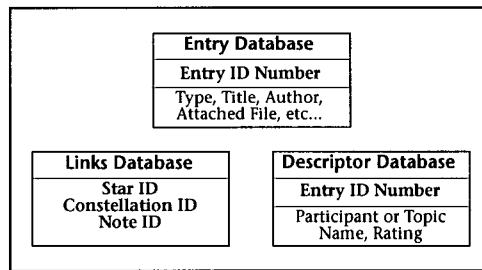 Entry Database
Entry ID Number
Type, Title, Author,
Attached File, etc...
Links Database
Star ID
Constellation ID
Note ID
Descriptor Database
Entry ID Number
Participant or Topic
Name, Rating